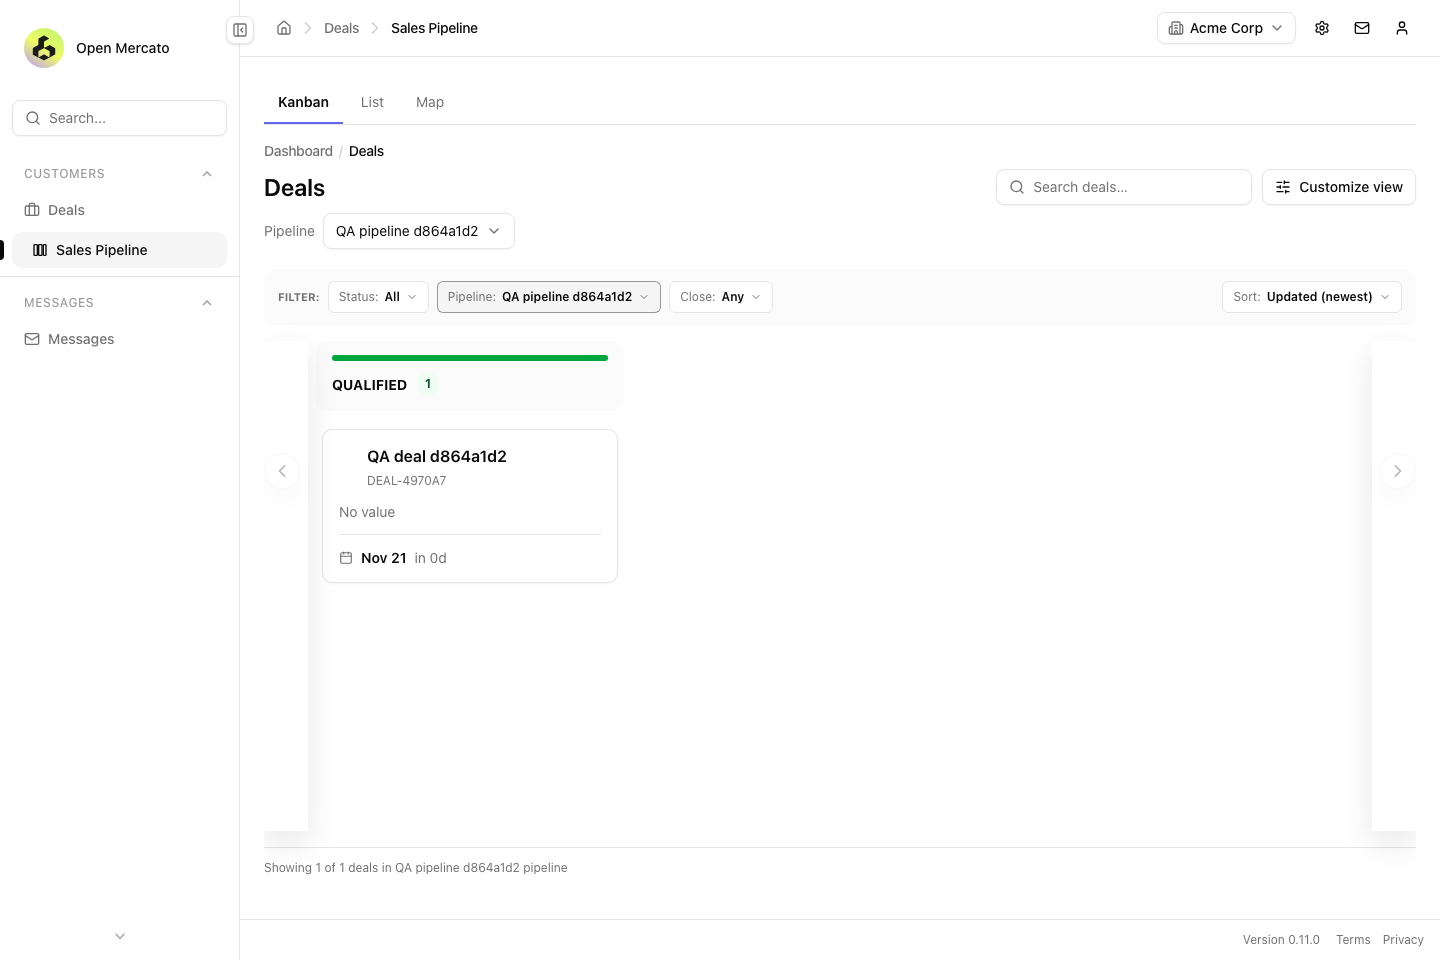 Open Mercato
Search...
CUSTOMERS
Deals
Sales Pipeline
MESSAGES
Messages
Deals
Sales Pipeline
Acme Corp
Kanban
List
Map
Dashboard / Deals
Deals
Search deals...
Customize view
Pipeline
QA pipeline d864a1d2
FILTER:
Status: All
Pipeline: QA pipeline d864a1d2
Close: Any
Sort: Updated (newest)
QUALIFIED 1
QA deal d864a1d2
DEAL-4970A7
No value
Nov 21 in 0d
Showing 1 of 1 deals in QA pipeline d864a1d2 pipeline
Version 0.11.0
Terms
Privacy